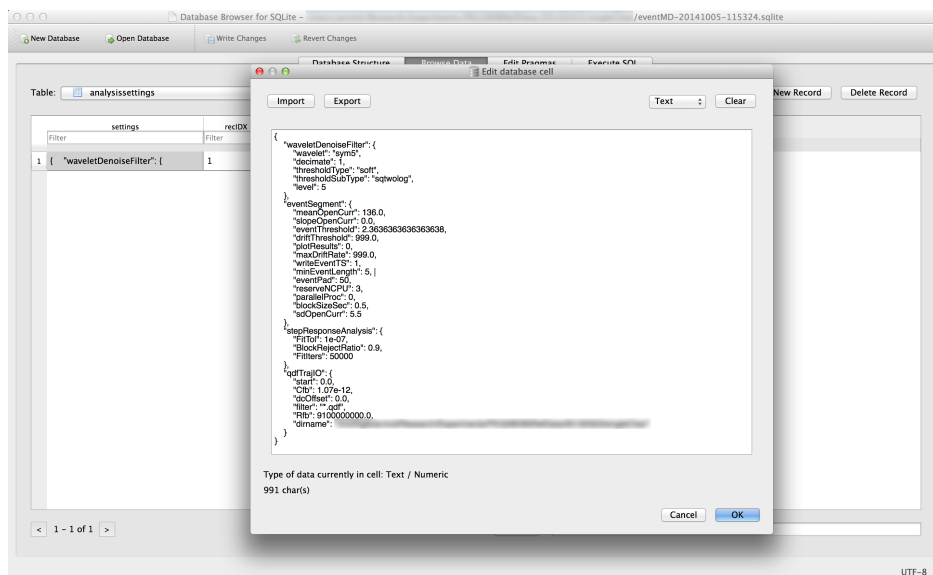 Database Browser for SQLite - /eventMD-20141005-115324.sqlite
New Database Open Database Write Changes Revert Changes
Database Structure Browse Data Edit Pragmas Execute SQL
Edit database cell
Table: analysissettings New Record Delete Record
Import Export Text Clear
settings recIDX
Filter Filter
1 { "waveletDenoiseFilter": { 1
{
"waveletDenoiseFilter": {
"wavelet": "sym5",
"decimate": 1,
"thresholdType": "soft",
"thresholdSubType": "sqtwolog",
"level": 5
},
"eventSegment": {
"meanOpenCurr": 136.0,
"slopeOpenCurr": 0.0,
"eventThreshold": 2.3636363636363638,
"driftThreshold": 999.0,
"plotResults": 0,
"maxDriftRate": 999.0,
"writeEventTS": 1,
"minEventLength": 5,
"eventPad": 50,
"reserveNCPU": 3,
"parallelProc": 0,
"blockSizeSec": 0.5,
"sdOpenCurr": 5.5
},
"stepResponseAnalysis": {
"FitTol": 1e-07,
"BlockRejectRatio": 0.9,
"FitIters": 50000
},
"qdfTrajIO": {
"start": 0.0,
"Cfb": 1.07e-12,
"dcOffset": 0.0,
"filter": "*.qdf",
"Rfb": 9100000000.0,
"dirname":
}
}
Type of data currently in cell: Text / Numeric
991 char(s)
Cancel OK
< 1 - 1 of 1 >
UTF-8